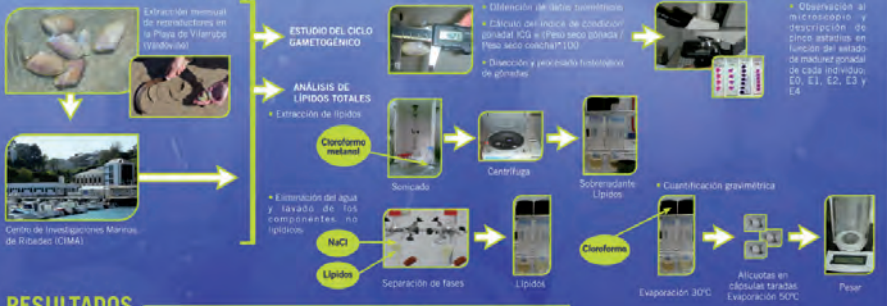 Extracción mensual
de reproductores en
la Playa de Vilarrube
(Valdoviño)
Centro de Investigaciones Marinas
de Ribadeo (CIMA)
ESTUDIO DEL CICLO
GAMETOGÉNICO
• Obtención de datos biométricos
• Cálculo del índice de condición
gonadal ICG = (Peso seco gónada /
Peso seco concha)*100
• Disección y procesado histológico
de gónadas
• Observación al
microscopio y
descripción de
cinco estadios en
función del estado
de madurez gonadal
de cada individuo:
E0, E1, E2, E3 y
E4
ANÁLISIS DE
LÍPIDOS TOTALES
• Extracción de lípidos
Cloroformo
metanol
Sonicado
Centrífuga
Sobrenadante
Lípidos
• Eliminación del agua
y lavado de los
componentes no
lipídicos
NaCl
Lípidos
Separación de fases
Lípidos
• Cuantificación gravimétrica
Cloroformo
Evaporación 30ºC
Alícuotas en
cápsulas taradas
Evaporación 50ºC
Pesar
RESULTADOS